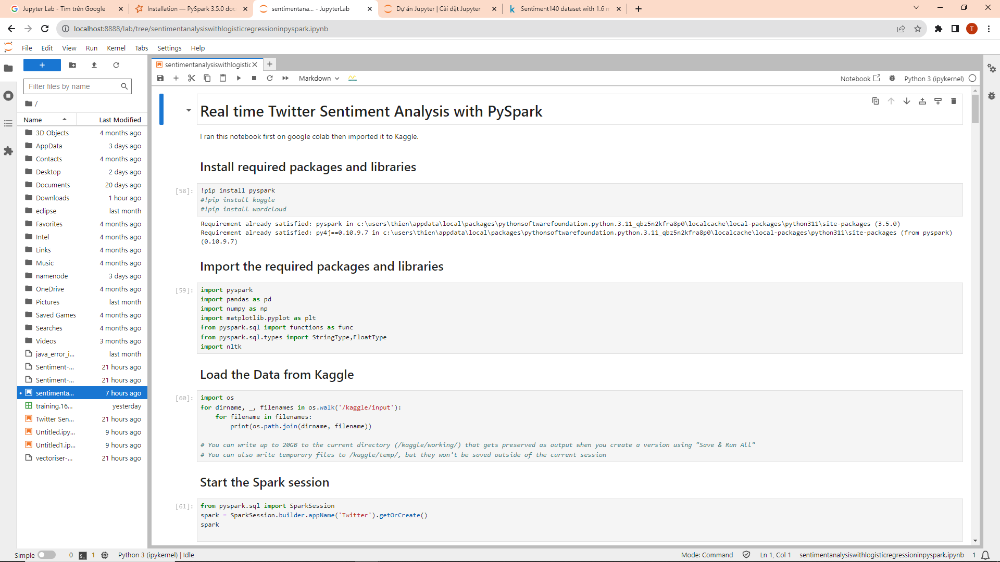 Jupyter Lab - Tìm trên Google
Installation — PySpark 3.5.0 doc
sentimentana... - JupyterLab
Dự án Jupyter | Cài đặt Jupyter
Sentiment140 dataset with 1.6 m
localhost:8888/lab/tree/sentimentanalysiswithlogisticregressioninpyspark.ipynb
T
File Edit View Run Kernel Tabs Settings Help
sentimentanalysiswithlogistic
Filter files by name
Markdown
Notebook
Python 3 (ipykernel)
/
Name Last Modified
3D Objects 4 months ago
AppData 3 days ago
Contacts 4 months ago
Desktop 2 days ago
Documents 20 days ago
Downloads 1 hour ago
eclipse last month
Favorites 4 months ago
Intel 4 months ago
Links 4 months ago
Music 4 months ago
namenode 3 days ago
OneDrive 4 months ago
Pictures last month
Saved Games 4 months ago
Searches 4 months ago
Videos 3 months ago
java_error_i... last month
Sentiment-... 21 hours ago
Sentiment-... 21 hours ago
sentimenta... 7 hours ago
training.16... yesterday
Twitter Sen... 21 hours ago
Untitled.ipy... 9 hours ago
Untitled1.ip... 9 hours ago
vectoriser-... 21 hours ago
Real time Twitter Sentiment Analysis with PySpark
I ran this notebook first on google colab then imported it to Kaggle.
Install required packages and libraries
[58]: !pip install pyspark
#!pip install kaggle
#!pip install wordcloud
Requirement already satisfied: pyspark in c:\users\thien\appdata\local\packages\pythonsoftwarefoundation.python.3.11_qbz5n2kfra8p0\localcache\local-packages\python311\site-packages (3.5.0)
Requirement already satisfied: py4j==0.10.9.7 in c:\users\thien\appdata\local\packages\pythonsoftwarefoundation.python.3.11_qbz5n2kfra8p0\localcache\local-packages\python311\site-packages (from pyspark)
(0.10.9.7)
Import the required packages and libraries
[59]: import pyspark
import pandas as pd
import numpy as np
import matplotlib.pyplot as plt
from pyspark.sql import functions as func
from pyspark.sql.types import StringType,FloatType
import nltk
Load the Data from Kaggle
[60]: import os
for dirname, _, filenames in os.walk('/kaggle/input'):
for filename in filenames:
print(os.path.join(dirname, filename))
# You can write up to 20GB to the current directory (/kaggle/working/) that gets preserved as output when you create a version using "Save & Run All"
# You can also write temporary files to /kaggle/temp/, but they won't be saved outside of the current session
Start the Spark session
[61]: from pyspark.sql import SparkSession
spark = SparkSession.builder.appName('Twitter').getOrCreate()
spark
Simple 0 1 Python 3 (ipykernel) | Idle
Mode: Command Ln 1, Col 1 sentimentanalysiswithlogisticregressioninpyspark.ipynb 1